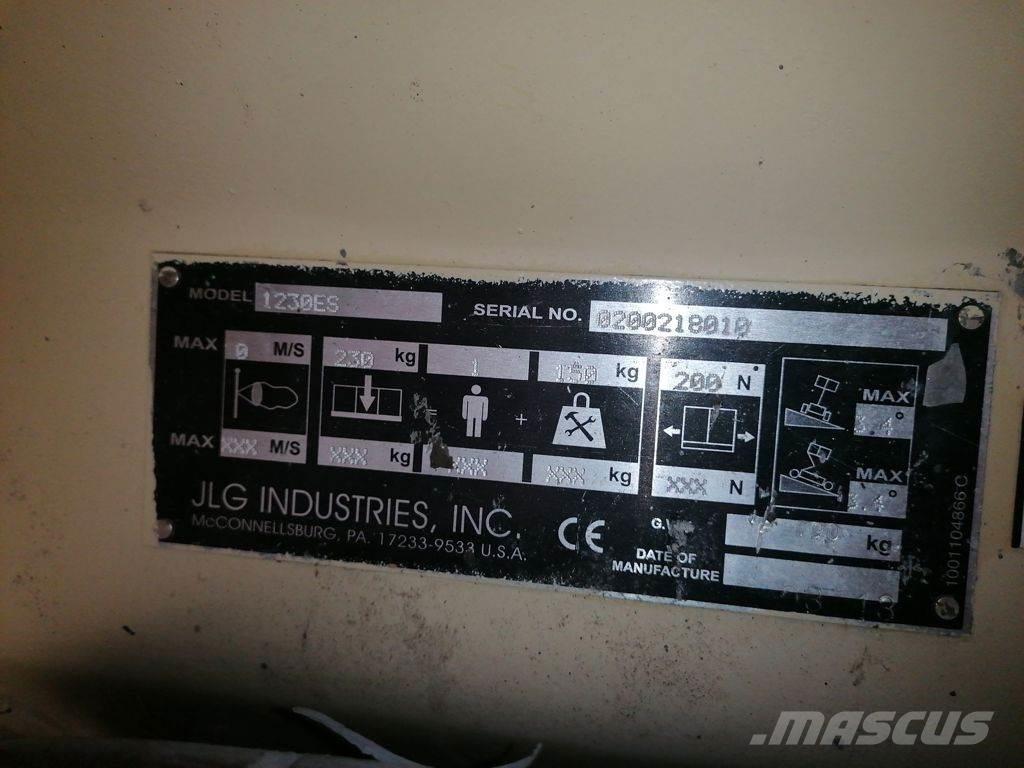 MODEL 1230ES SERIAL NO. 0200218010
MAX 0 M/S 230 kg 1 150 kg 200 N
= + MAX °
MAX XXX M/S XXX kg XXX XXX kg XXX N MAX °
JLG INDUSTRIES, INC.
McCONNELLSBURG, PA. 17233-9533 U.S.A.
CE
kg
DATE OF
MANUFACTURE
1001104866 C
.MASCUS